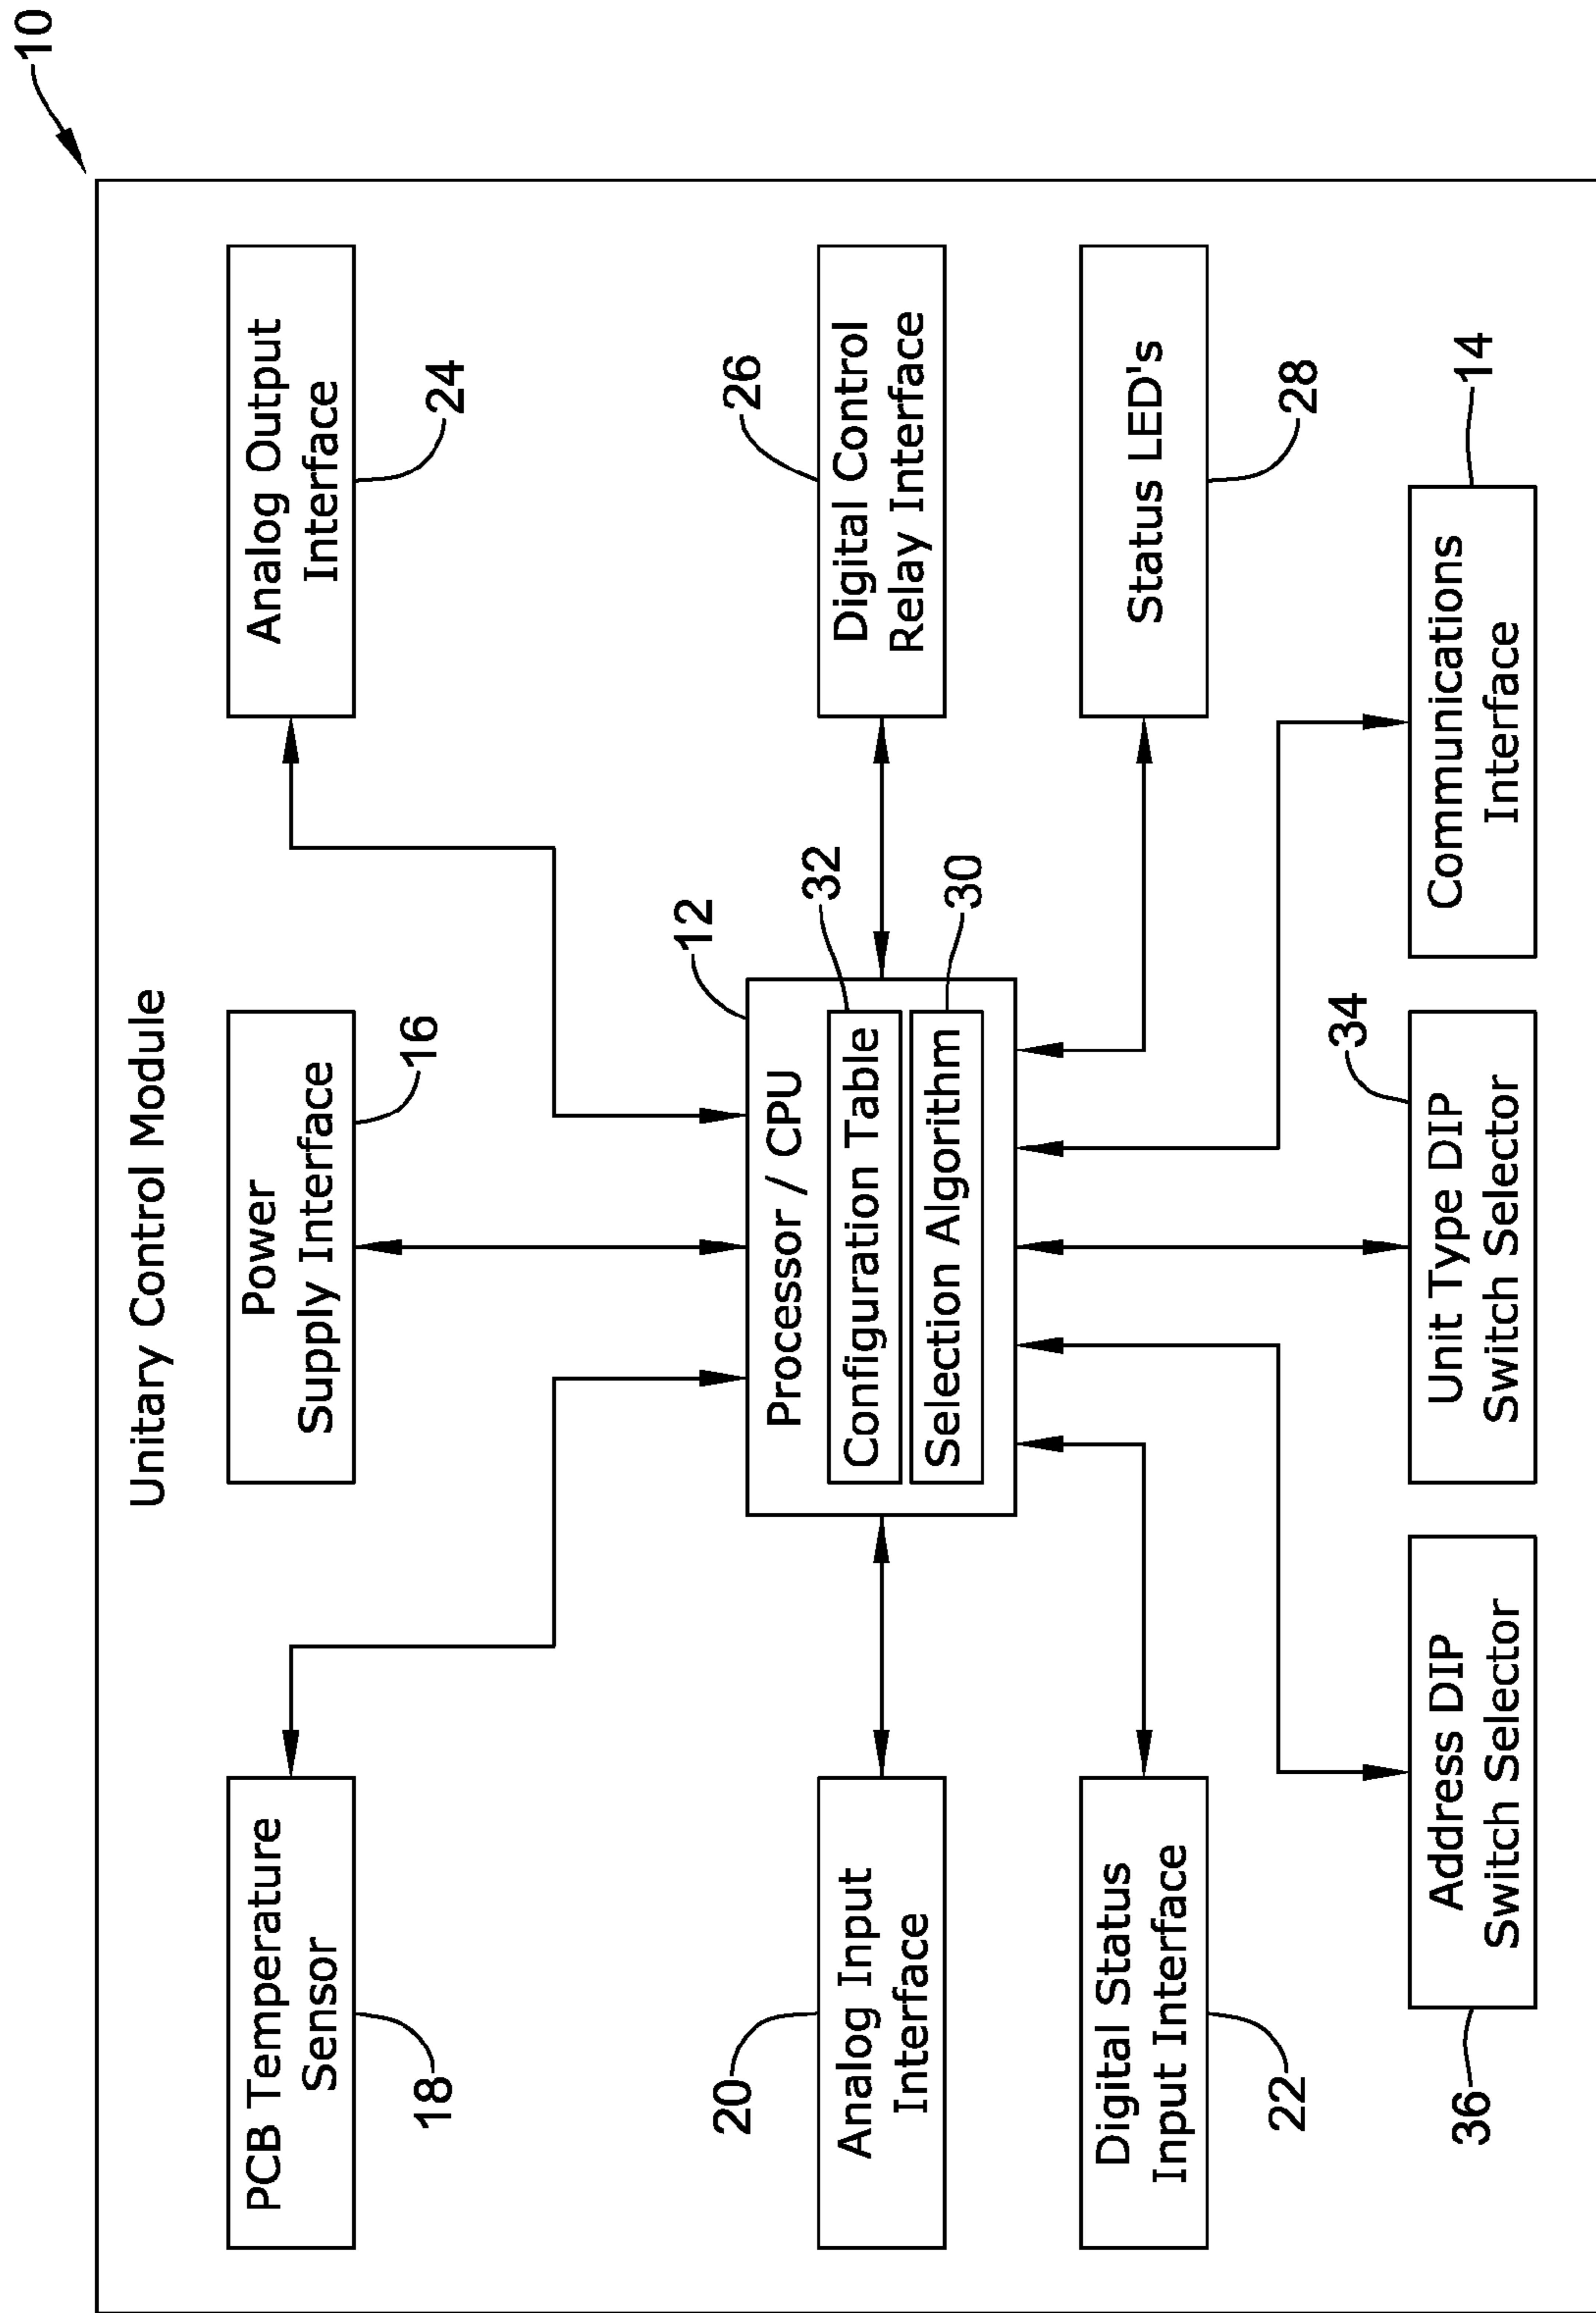 10
Unitary Control Module
PCB Temperature
Sensor
18
Power
Supply Interface
16
Analog Output
Interface
24
12
Processor / CPU
Configuration Table
32
Selection Algorithm
30
20
Analog Input
Interface
26
Digital Control
Relay Interface
Digital Status
Input Interface
22
Status LED's
28
Address DIP
Switch Selector
36
34
Unit Type DIP
Switch Selector
Communications
Interface
14